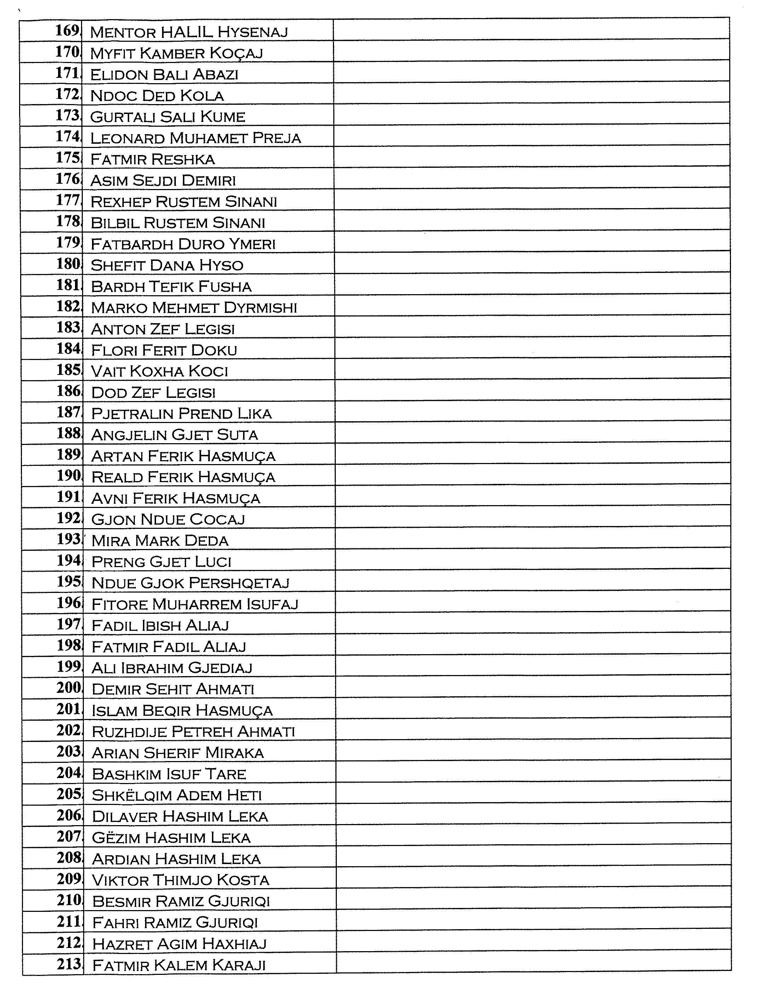 169. MENTOR HALIL HYSENAJ
170. MYFIT KAMBER KOÇAJ
171. ELIDON BALI ABAZI
172. NDOC DED KOLA
173. GURTALI SALI KUME
174. LEONARD MUHAMET PREJA
175. FATMIR RESHKA
176. ASIM SEJDI DEMIRI
177. REXHEP RUSTEM SINANI
178. BILBIL RUSTEM SINANI
179. FATBARDH DURO YMERI
180. SHEFIT DANA HYSO
181. BARDH TEFIK FUSHA
182. MARKO MEHMET DYRMISHI
183. ANTON ZEF LEGISI
184. FLORI FERIT DOKU
185. VAIT KOXHA KOCI
186. DOD ZEF LEGISI
187. PJETRALIN PREND LIKA
188. ANGJELIN GJET SUTA
189. ARTAN FERIK HASMUÇA
190. REALD FERIK HASMUÇA
191. AVNI FERIK HASMUÇA
192. GJON NDUE COCAJ
193. MIRA MARK DEDA
194. PRENG GJET LUCI
195. NDUE GJOK PERSHQETAJ
196. FITORE MUHARREM ISUFAJ
197. FADIL IBISH ALIAJ
198. FATMIR FADIL ALIAJ
199. ALI IBRAHIM GJEDIAJ
200. DEMIR SEHIT AHMATI
201. ISLAM BEQIR HASMUÇA
202. RUZHDIJE PETREH AHMATI
203. ARIAN SHERIF MIRAKA
204. BASHKIM ISUF TARE
205. SHKËLQIM ADEM HETI
206. DILAVER HASHIM LEKA
207. GËZIM HASHIM LEKA
208. ARDIAN HASHIM LEKA
209. VIKTOR THIMJO KOSTA
210. BESMIR RAMIZ GJURIQI
211. FAHRI RAMIZ GJURIQI
212. HAZRET AGIM HAXHIAJ
213. FATMIR KALEM KARAJI